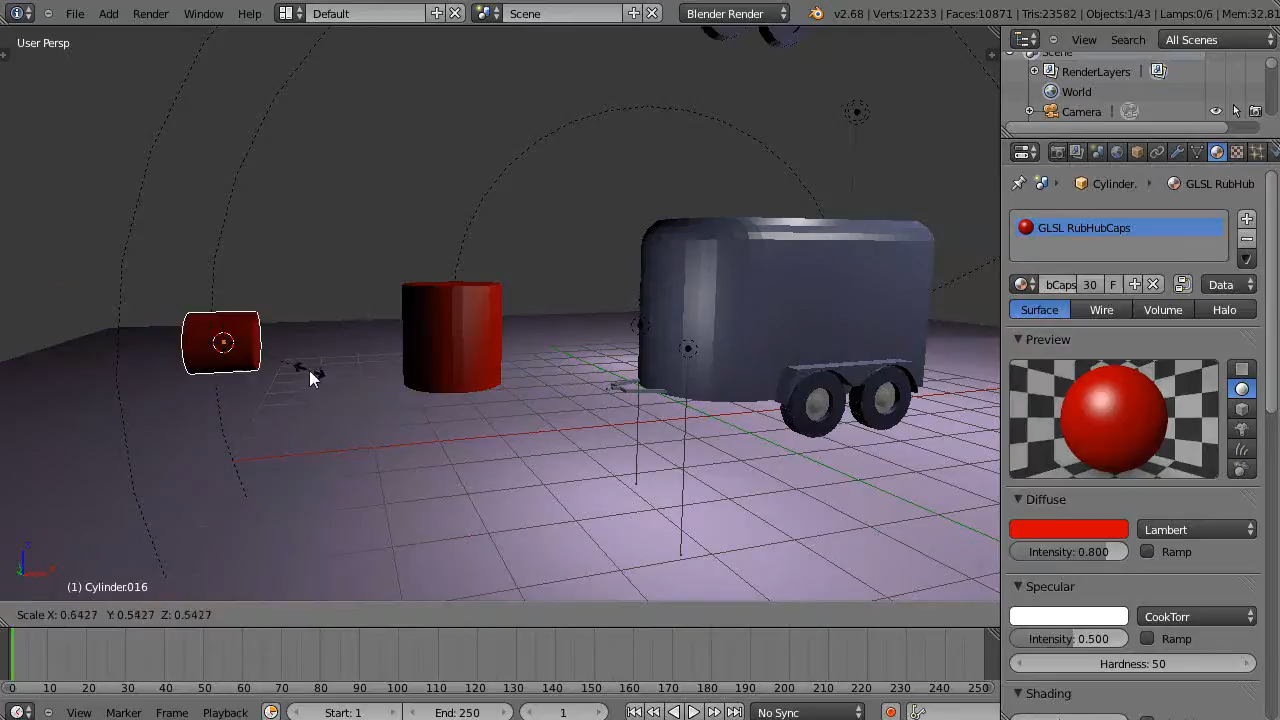 File Add Render Window Help Default Scene Blender Render v2.68 | Verts:12233 | Faces:10871 | Tris:23582 | Objects:1/43 | Lamps:0/6 | Mem:32.81
User Persp
View Search All Scenes
Scene
RenderLayers
World
Camera
Cylinder. GLSL RubHub
GLSL RubHubCaps
bCaps 30 F Data
Surface Wire Volume Halo
Preview
Diffuse
Lambert
Intensity: 0.800 Ramp
(1) Cylinder.016
Specular
Scale X: 0.6427 Y: 0.5427 Z: 0.5427
CookTorr
Intensity: 0.500 Ramp
Hardness: 50
0 10 20 30 40 50 60 70 80 90 100 110 120 130 140 150 160 170 180 190 200 210 220 230 240 250
Shading
View Marker Frame Playback Start: 1 End: 250 1 No Sync